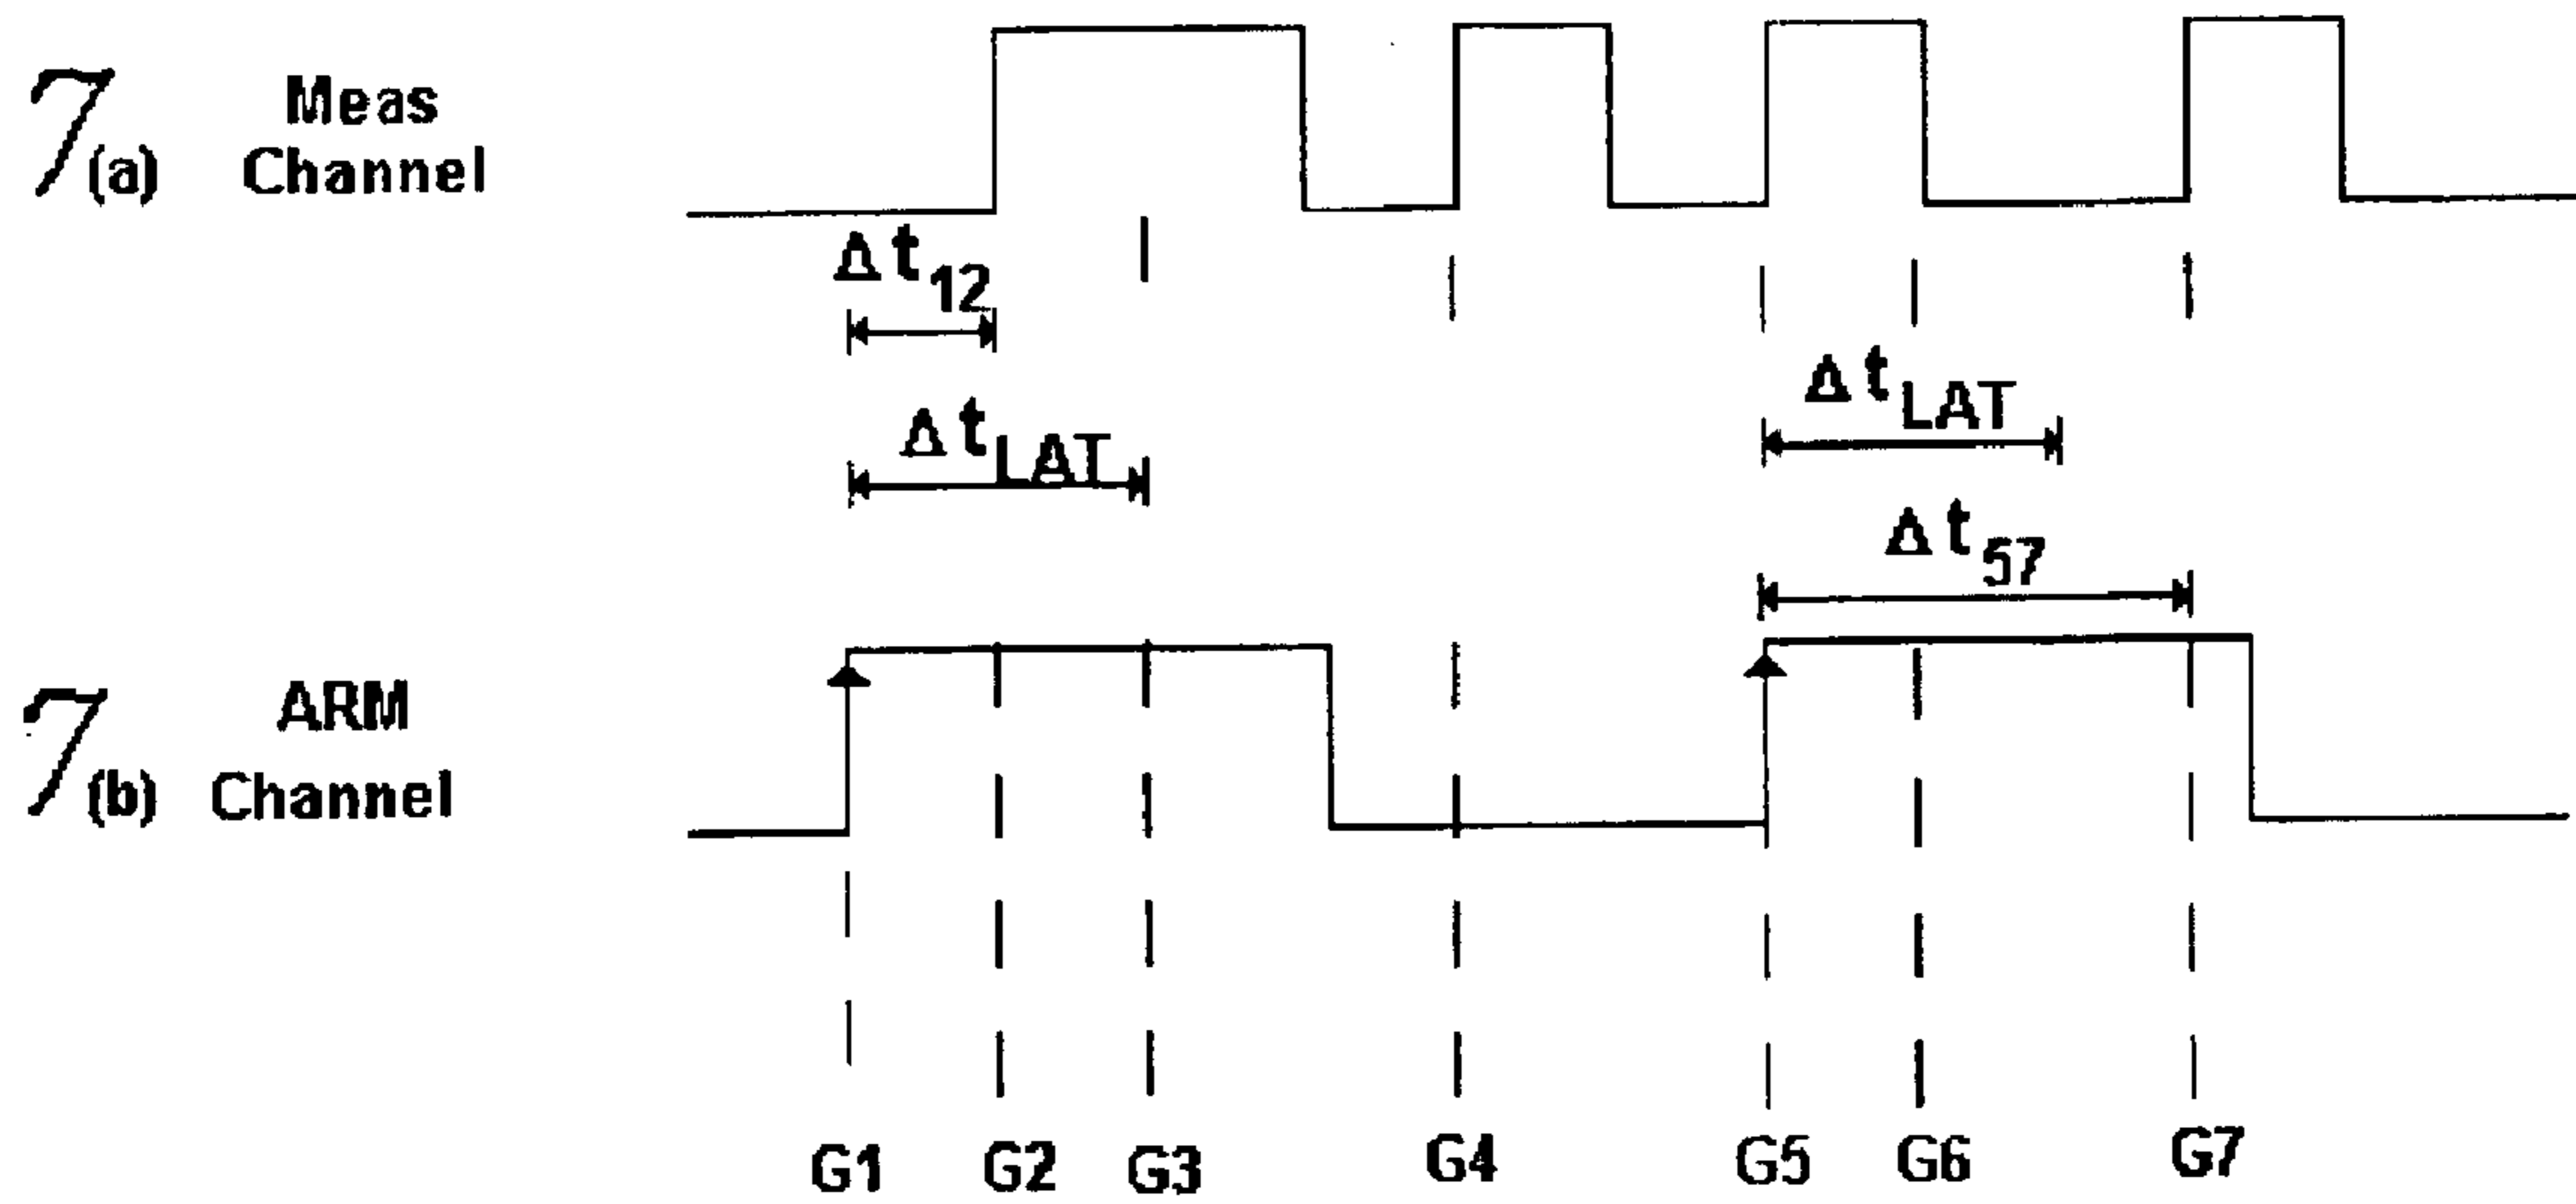 7(a) Meas
Channel
Δt12
ΔtLAT
ΔtLAT
Δt57
7(b) ARM
Channel
G1 G2 G3 G4 G5 G6 G7